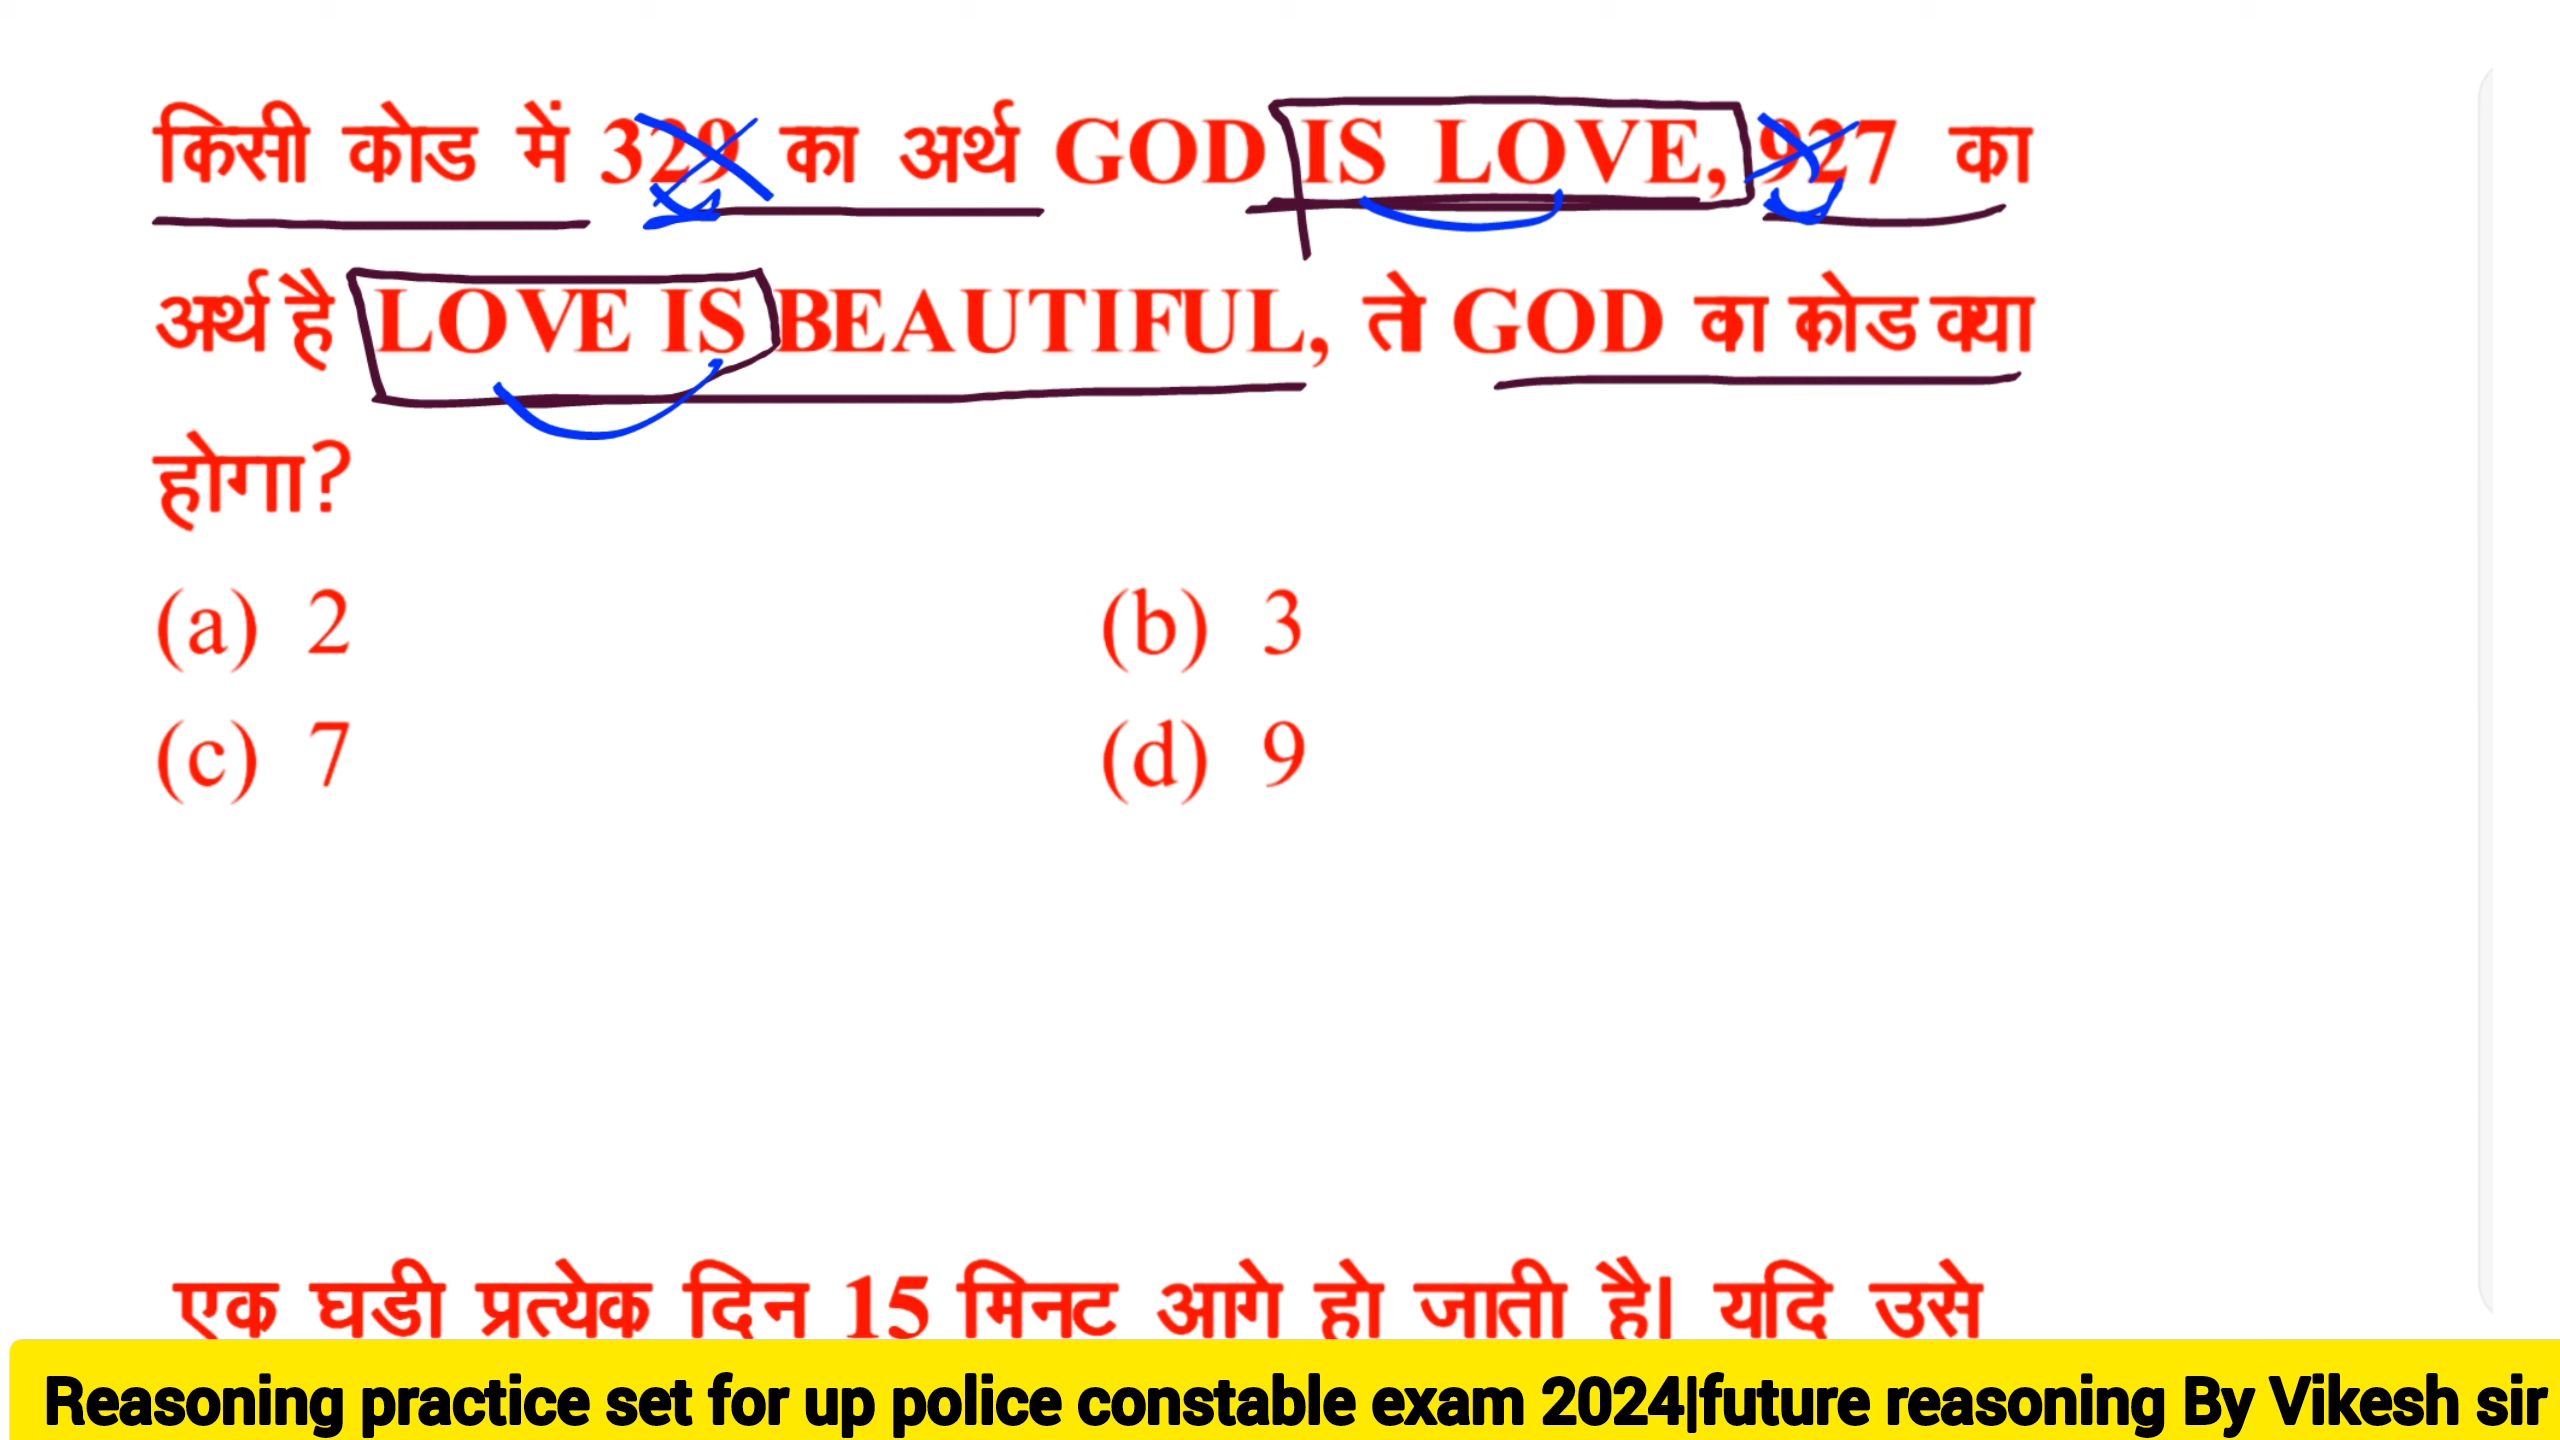 किसी कोड में 329 का अर्थ GOD IS LOVE, 927 का
अर्थ है LOVE IS BEAUTIFUL, तो GOD का कोड क्या
होगा?
(a) 2 (b) 3
(c) 7 (d) 9
एक घडी प्रत्येक दिन 15 मिनट आगे हो जाती है। यदि उसे
Reasoning practice set for up police constable exam 2024|future reasoning By Vikesh sir